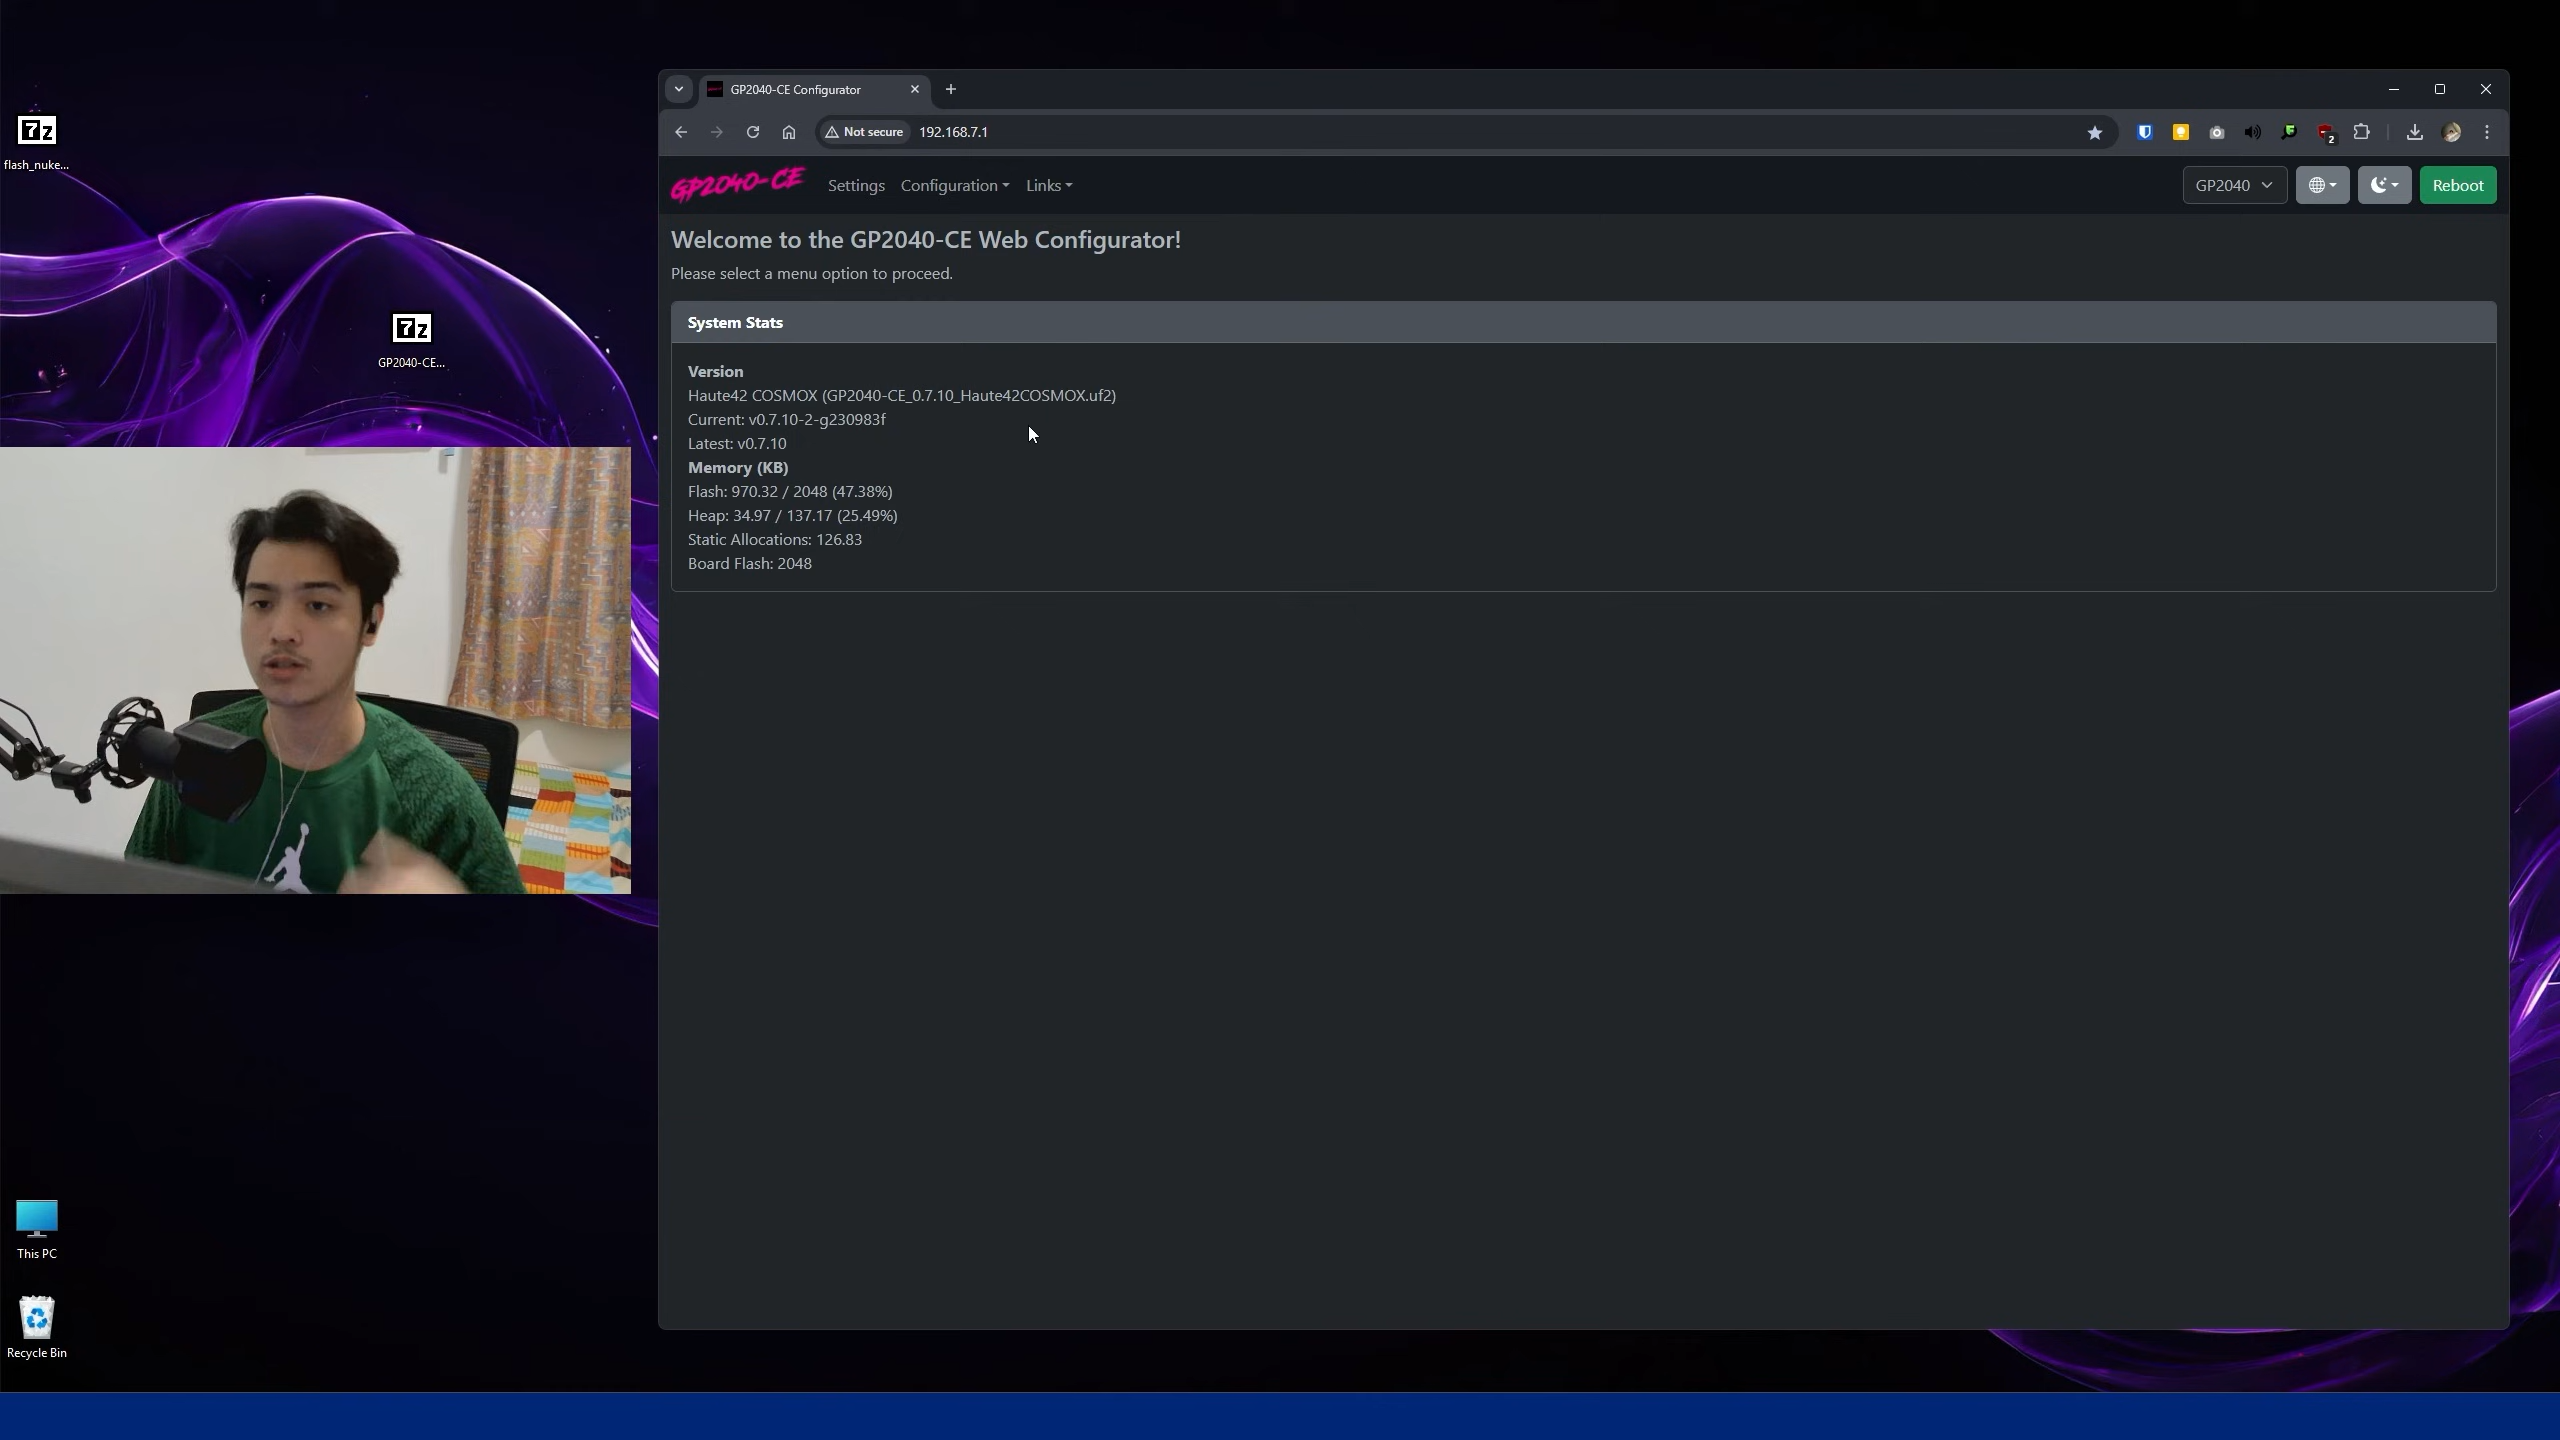 GP2040-CE Configurator
Not secure
192.168.7.1
2
GP2040-CE
Settings
Configuration
Links
GP2040
Reboot
Welcome to the GP2040-CE Web Configurator!
Please select a menu option to proceed.
System Stats
Version
Haute42 COSMOX (GP2040-CE_0.7.10_Haute42COSMOX.uf2)
Current: v0.7.10-2-g230983f
Latest: v0.7.10
Memory (KB)
Flash: 970.32 / 2048 (47.38%)
Heap: 34.97 / 137.17 (25.49%)
Static Allocations: 126.83
Board Flash: 2048
7z
flash_nuke...
7z
GP2040-CE...
This PC
Recycle Bin